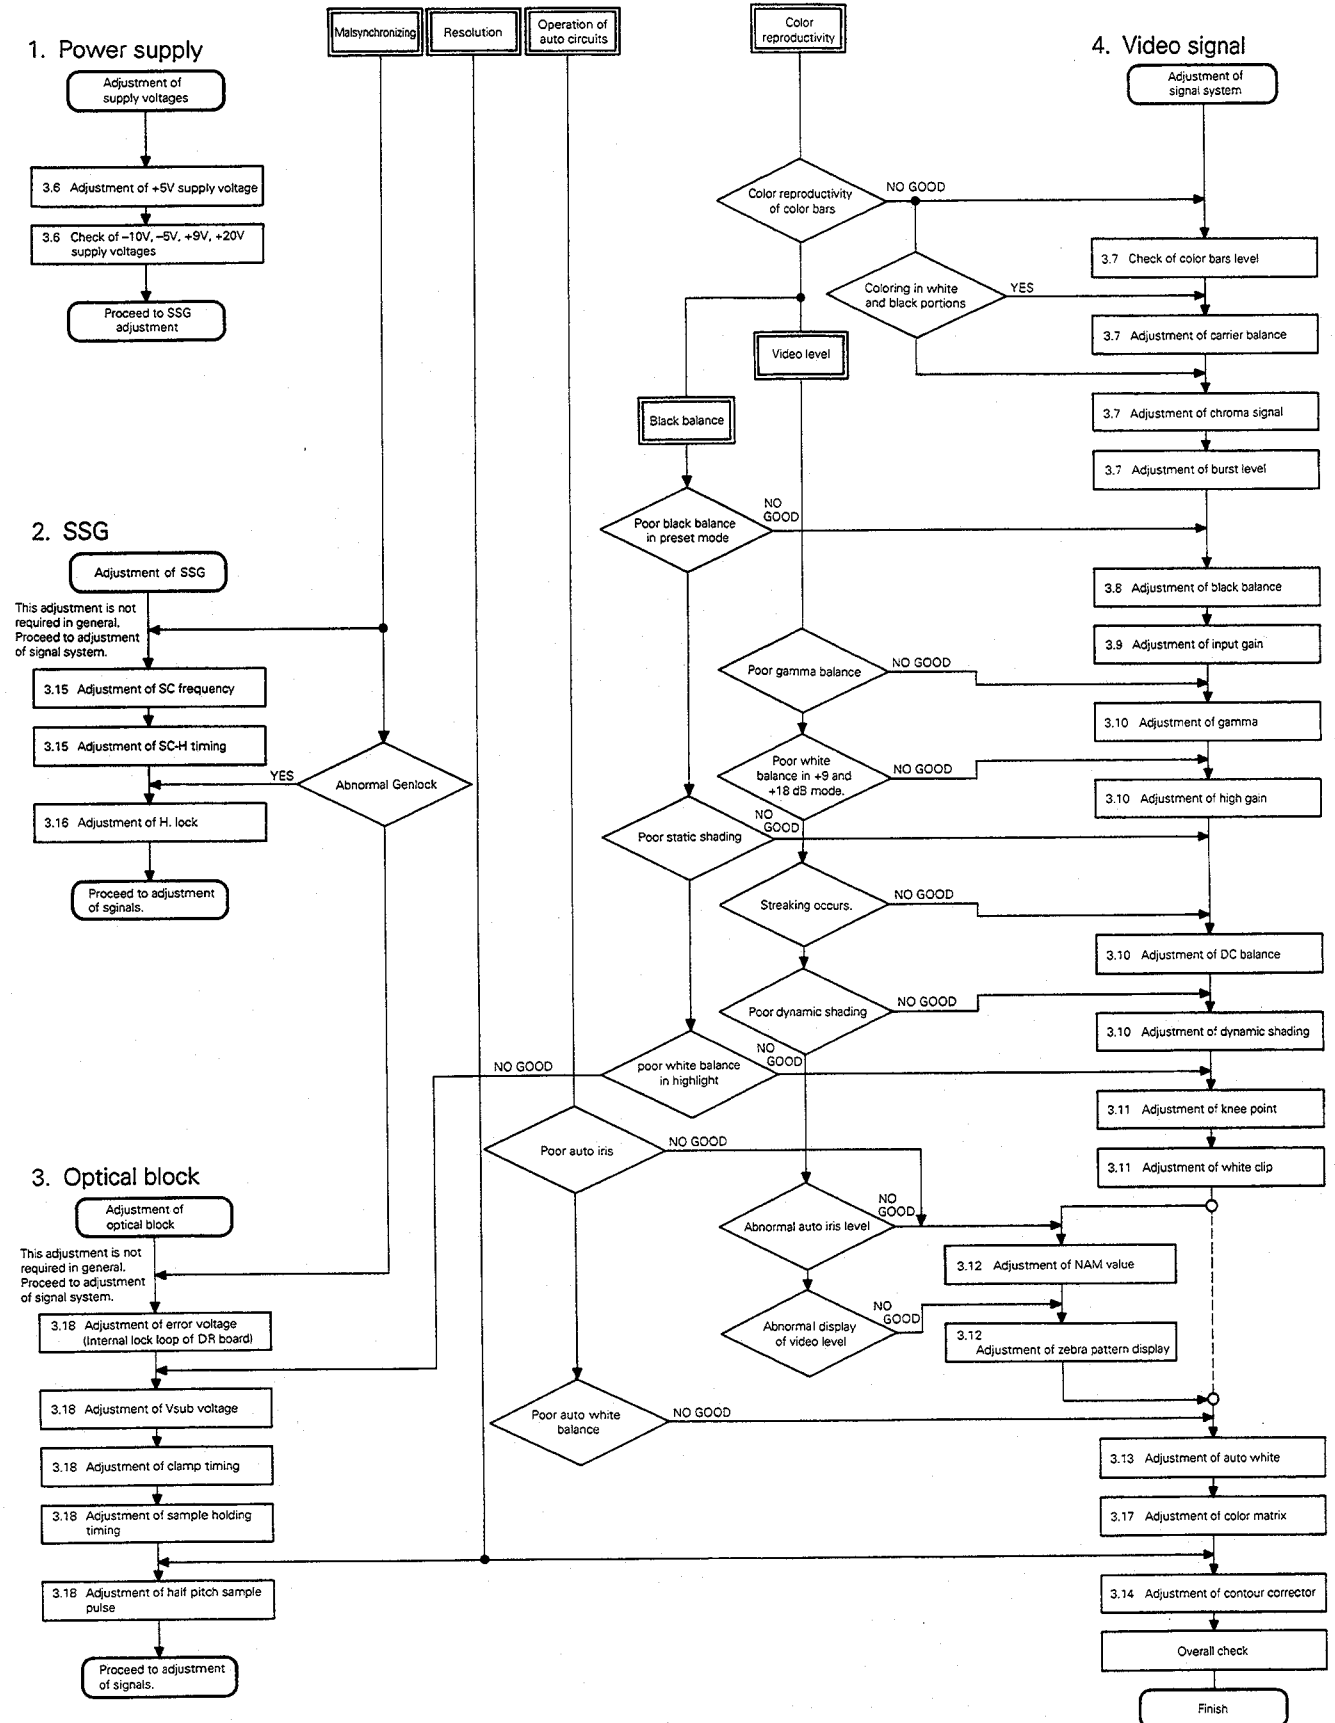 Malsynchronizing
Resolution
Operation of
auto circuits
Color
reproductivity
1. Power supply
Adjustment of
supply voltages
3.6 Adjustment of +5V supply voltage
3.6 Check of –10V, –5V, +9V, +20V
supply voltages
Proceed to SSG
adjustment
2. SSG
Adjustment of SSG
This adjustment is not
required in general.
Proceed to adjustment
of signal system.
3.15 Adjustment of SC frequency
3.15 Adjustment of SC-H timing
YES
Abnormal Genlock
3.16 Adjustment of H. lock
Proceed to adjustment
of sginals.
3. Optical block
Adjustment of
optical block
This adjustment is not
required in general.
Proceed to adjustment
of signal system.
3.18 Adjustment of error voltage
(Internal lock loop of DR board)
3.18 Adjustment of Vsub voltage
3.18 Adjustment of clamp timing
3.18 Adjustment of sample holding
timing
3.18 Adjustment of half pitch sample
pulse
Proceed to adjustment
of signals.
Color reproductivity
of color bars
NO GOOD
Coloring in white
and black portions
YES
Video level
Black balance
Poor black balance
in preset mode
NO
GOOD
Poor gamma balance
NO GOOD
Poor white
balance in +9 and
+18 dB mode.
NO GOOD
Poor static shading
NO
GOOD
Streaking occurs.
NO GOOD
Poor dynamic shading
NO GOOD
NO GOOD
poor white balance
in highlight
NO
GOOD
Poor auto iris
NO GOOD
Abnormal auto iris level
NO
GOOD
Abnormal display
of video level
NO
GOOD
Poor auto white
balance
NO GOOD
3.12 Adjustment of NAM value
3.12
Adjustment of zebra pattern display
4. Video signal
Adjustment of
signal system
3.7 Check of color bars level
3.7 Adjustment of carrier balance
3.7 Adjustment of chroma signal
3.7 Adjustment of burst level
3.8 Adjustment of black balance
3.9 Adjustment of input gain
3.10 Adjustment of gamma
3.10 Adjustment of high gain
3.10 Adjustment of DC balance
3.10 Adjustment of dynamic shading
3.11 Adjustment of knee point
3.11 Adjustment of white clip
3.13 Adjustment of auto white
3.17 Adjustment of color matrix
3.14 Adjustment of contour corrector
Overall check
Finish